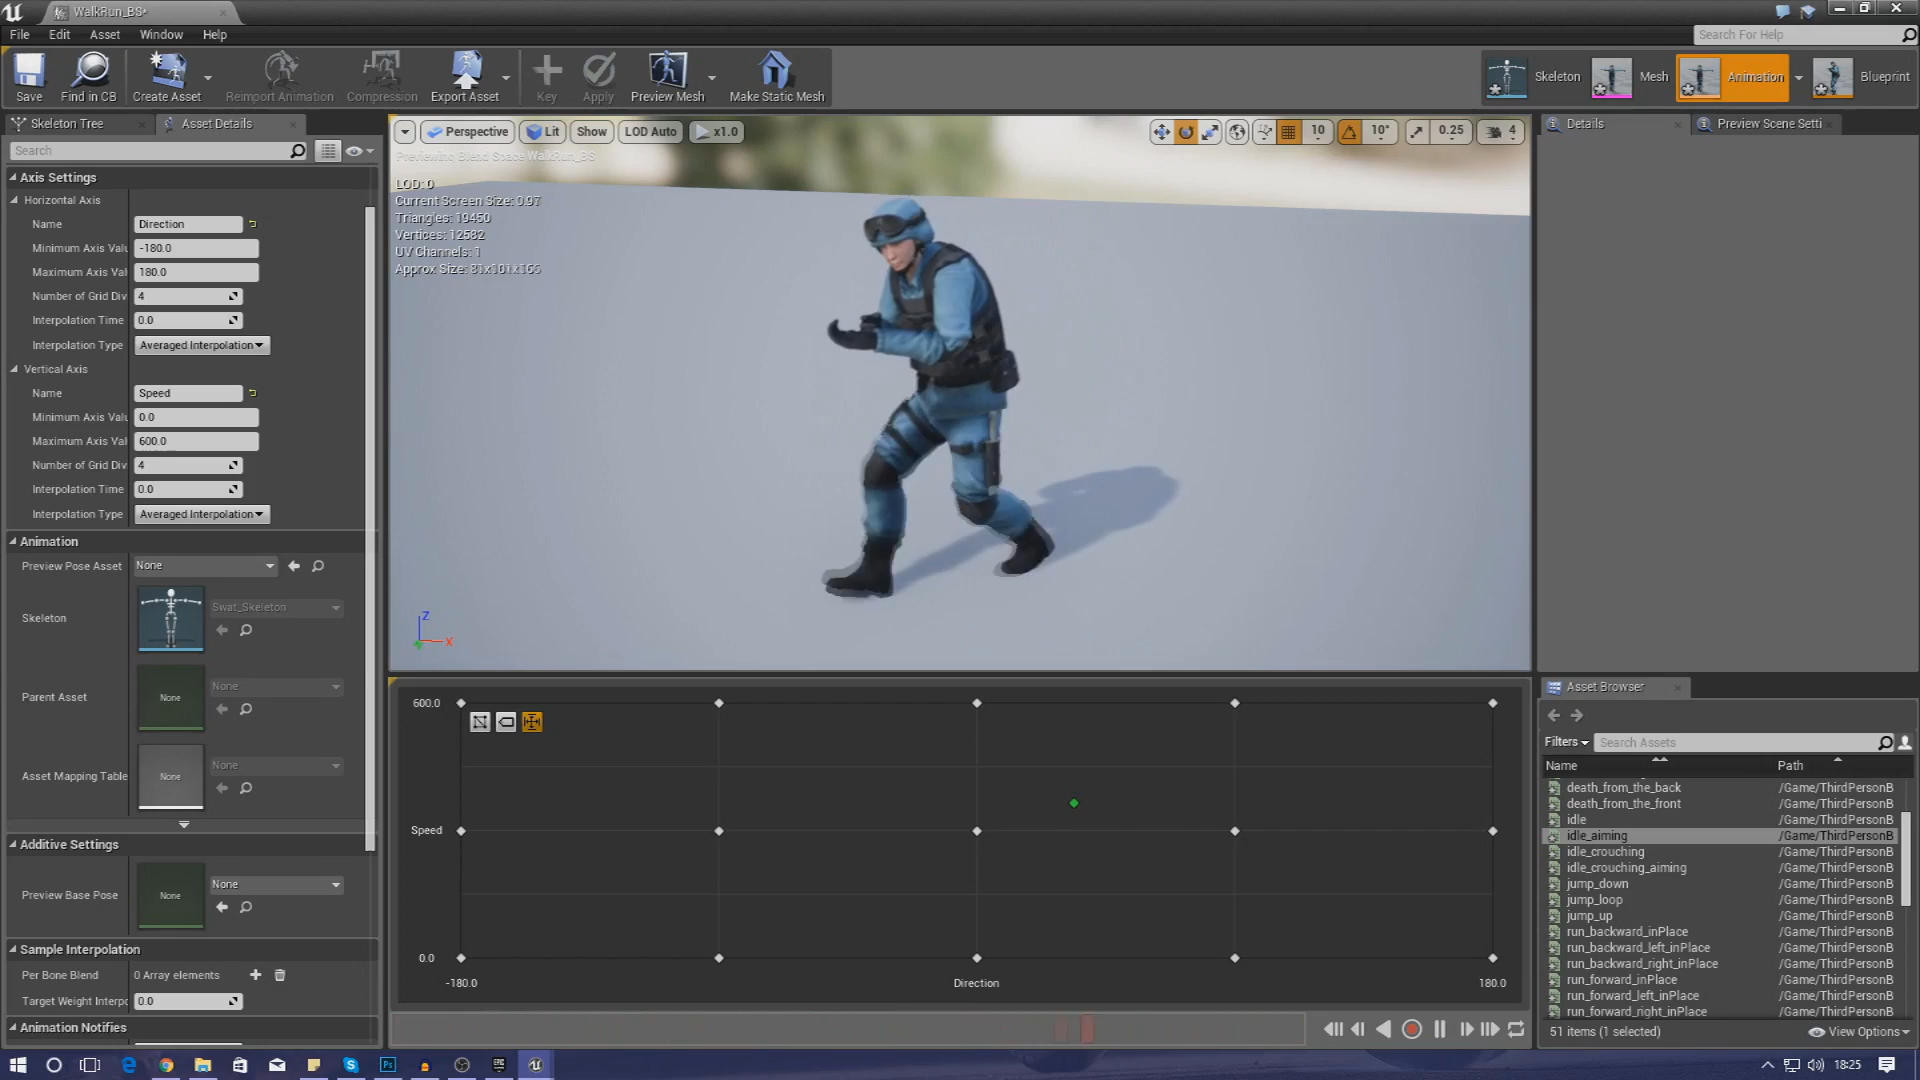 WalkRun_BS*
File Edit Asset Window Help
Search For Help
Save
Find in CB
Create Asset
Reimport Animation
Compression
Export Asset
Key
Apply
Preview Mesh
Make Static Mesh
Skeleton
Mesh
Animation
Blueprint
Skeleton Tree
Asset Details
Search
Axis Settings
Horizontal Axis
Name Direction
Minimum Axis Valu -180.0
Maximum Axis Val 180.0
Number of Grid Div 4
Interpolation Time 0.0
Interpolation Type Averaged Interpolation
Vertical Axis
Name Speed
Minimum Axis Valu 0.0
Maximum Axis Val 600.0
Number of Grid Div 4
Interpolation Time 0.0
Interpolation Type Averaged Interpolation
Animation
Preview Pose Asset None
Skeleton Swat_Skeleton
Parent Asset None None
Asset Mapping Table None None
Additive Settings
Preview Base Pose None None
Sample Interpolation
Per Bone Blend 0 Array elements
Target Weight Interpo 0.0
Animation Notifies
Perspective Lit Show LOD Auto x1.0
10 10° 0.25 4
Previewing Blend Space WalkRun_BS
LOD: 0
Current Screen Size: 0.97
Triangles: 19450
Vertices: 12582
UV Channels: 1
Approx Size: 81x101x166
Z
X
600.0
Speed
0.0
-180.0 Direction 180.0
Details
Preview Scene Setti
Asset Browser
Filters Search Assets
Name Path
death_from_the_back /Game/ThirdPersonB
death_from_the_front /Game/ThirdPersonB
idle /Game/ThirdPersonB
idle_aiming /Game/ThirdPersonB
idle_crouching /Game/ThirdPersonB
idle_crouching_aiming /Game/ThirdPersonB
jump_down /Game/ThirdPersonB
jump_loop /Game/ThirdPersonB
jump_up /Game/ThirdPersonB
run_backward_inPlace /Game/ThirdPersonB
run_backward_left_inPlace /Game/ThirdPersonB
run_backward_right_inPlace /Game/ThirdPersonB
run_forward_inPlace /Game/ThirdPersonB
run_forward_left_inPlace /Game/ThirdPersonB
run_forward_right_inPlace /Game/ThirdPersonB
51 items (1 selected) View Options
18:25